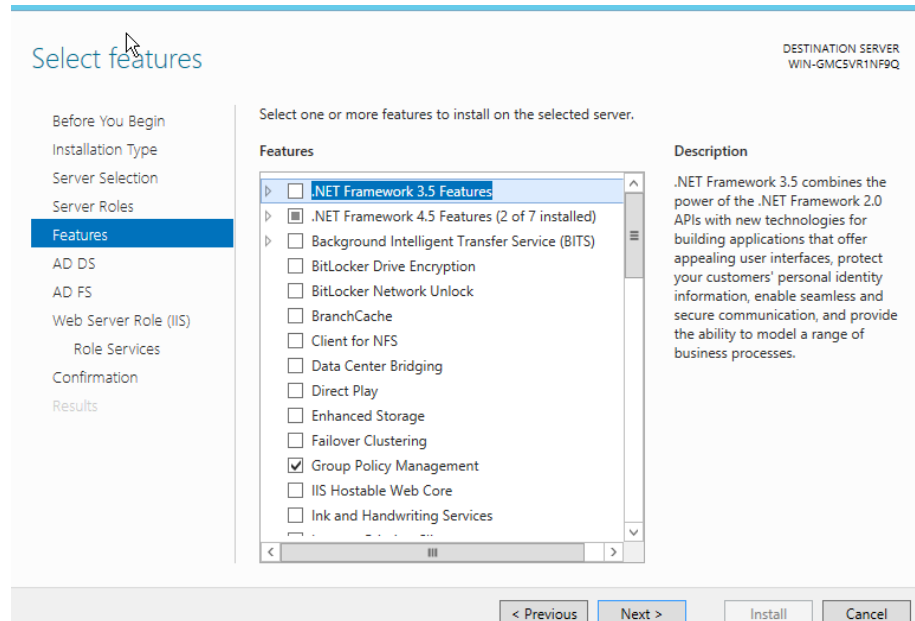 Select features
DESTINATION SERVER
WIN-GMC5VR1NF9Q
Before You Begin
Installation Type
Server Selection
Server Roles
Features
AD DS
AD FS
Web Server Role (IIS)
Role Services
Confirmation
Results
Select one or more features to install on the selected server.
Features
.NET Framework 3.5 Features
.NET Framework 4.5 Features (2 of 7 installed)
Background Intelligent Transfer Service (BITS)
BitLocker Drive Encryption
BitLocker Network Unlock
BranchCache
Client for NFS
Data Center Bridging
Direct Play
Enhanced Storage
Failover Clustering
Group Policy Management
IIS Hostable Web Core
Ink and Handwriting Services
Description
.NET Framework 3.5 combines the
power of the .NET Framework 2.0
APIs with new technologies for
building applications that offer
appealing user interfaces, protect
your customers' personal identity
information, enable seamless and
secure communication, and provide
the ability to model a range of
business processes.
< Previous
Next >
Install
Cancel